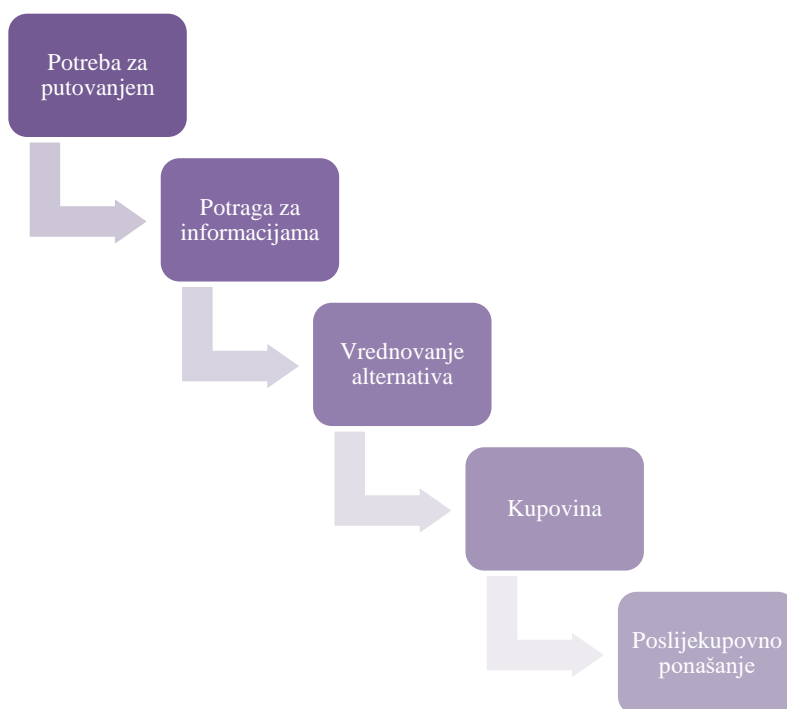 Potreba za
putovanjem
Potraga za
informacijama
Vrednovanje
alternativa
Kupovina
Poslijekupovno
ponašanje